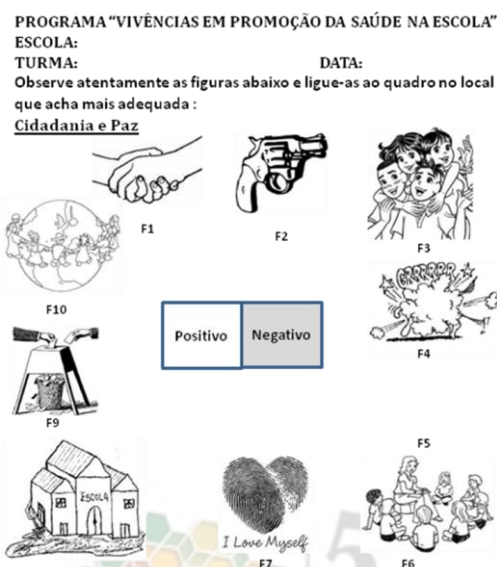 PROGRAMA “VIVÊNCIAS EM PROMOÇÃO DA SAÚDE NA ESCOLA”
ESCOLA:
TURMA: DATA:
Observe atentamente as figuras abaixo e ligue-as ao quadro no local
que acha mais adequada :
Cidadania e Paz
F1
F2
F3
F10
GRRRRRR
F4
Positivo Negativo
F9
F5
ESCOLA
I Love Myself
F7
F6
5